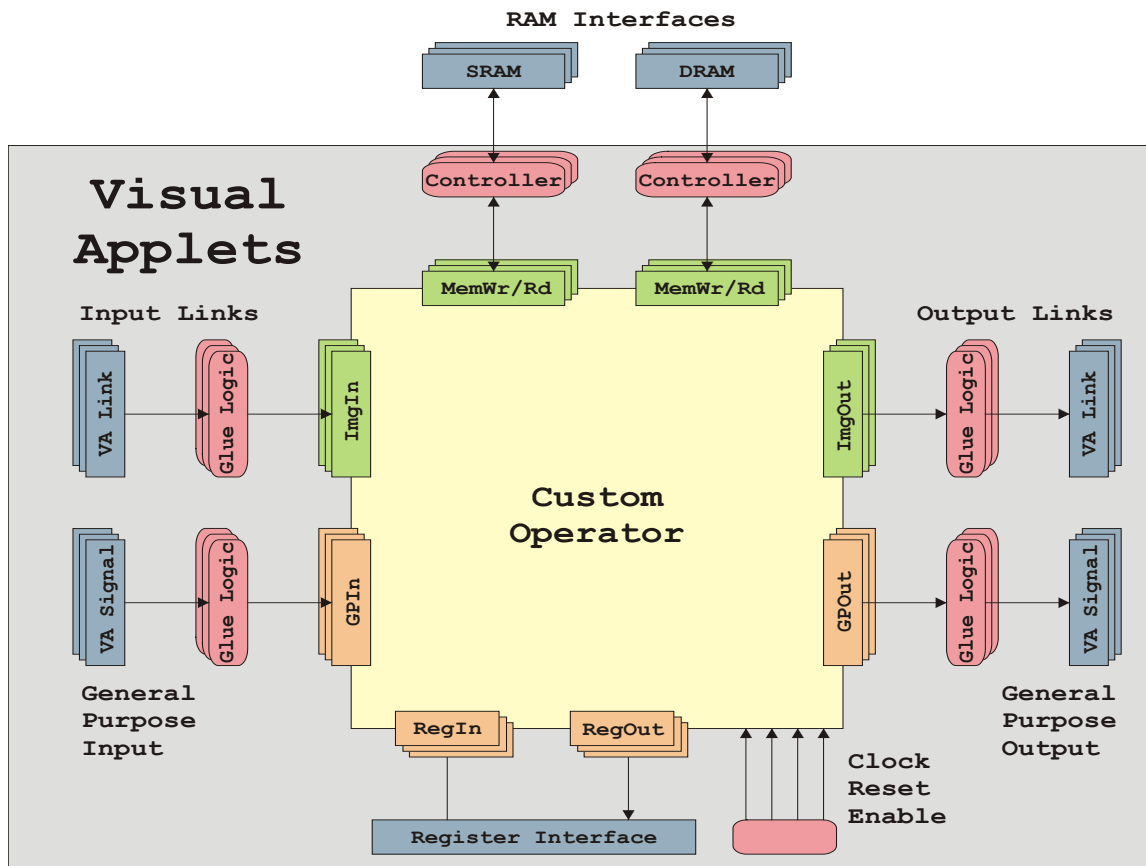 RAM Interfaces
SRAM
DRAM
Controller
Controller
Visual
Applets
MemWr/Rd
MemWr/Rd
Input Links
Output Links
VA Link
Glue Logic
ImgIn
ImgOut
Glue Logic
VA Link
Custom
Operator
VA Signal
Glue Logic
GPIn
GPOut
Glue Logic
VA Signal
General
Purpose
Input
General
Purpose
Output
RegIn
RegOut
Clock
Reset
Enable
Register Interface